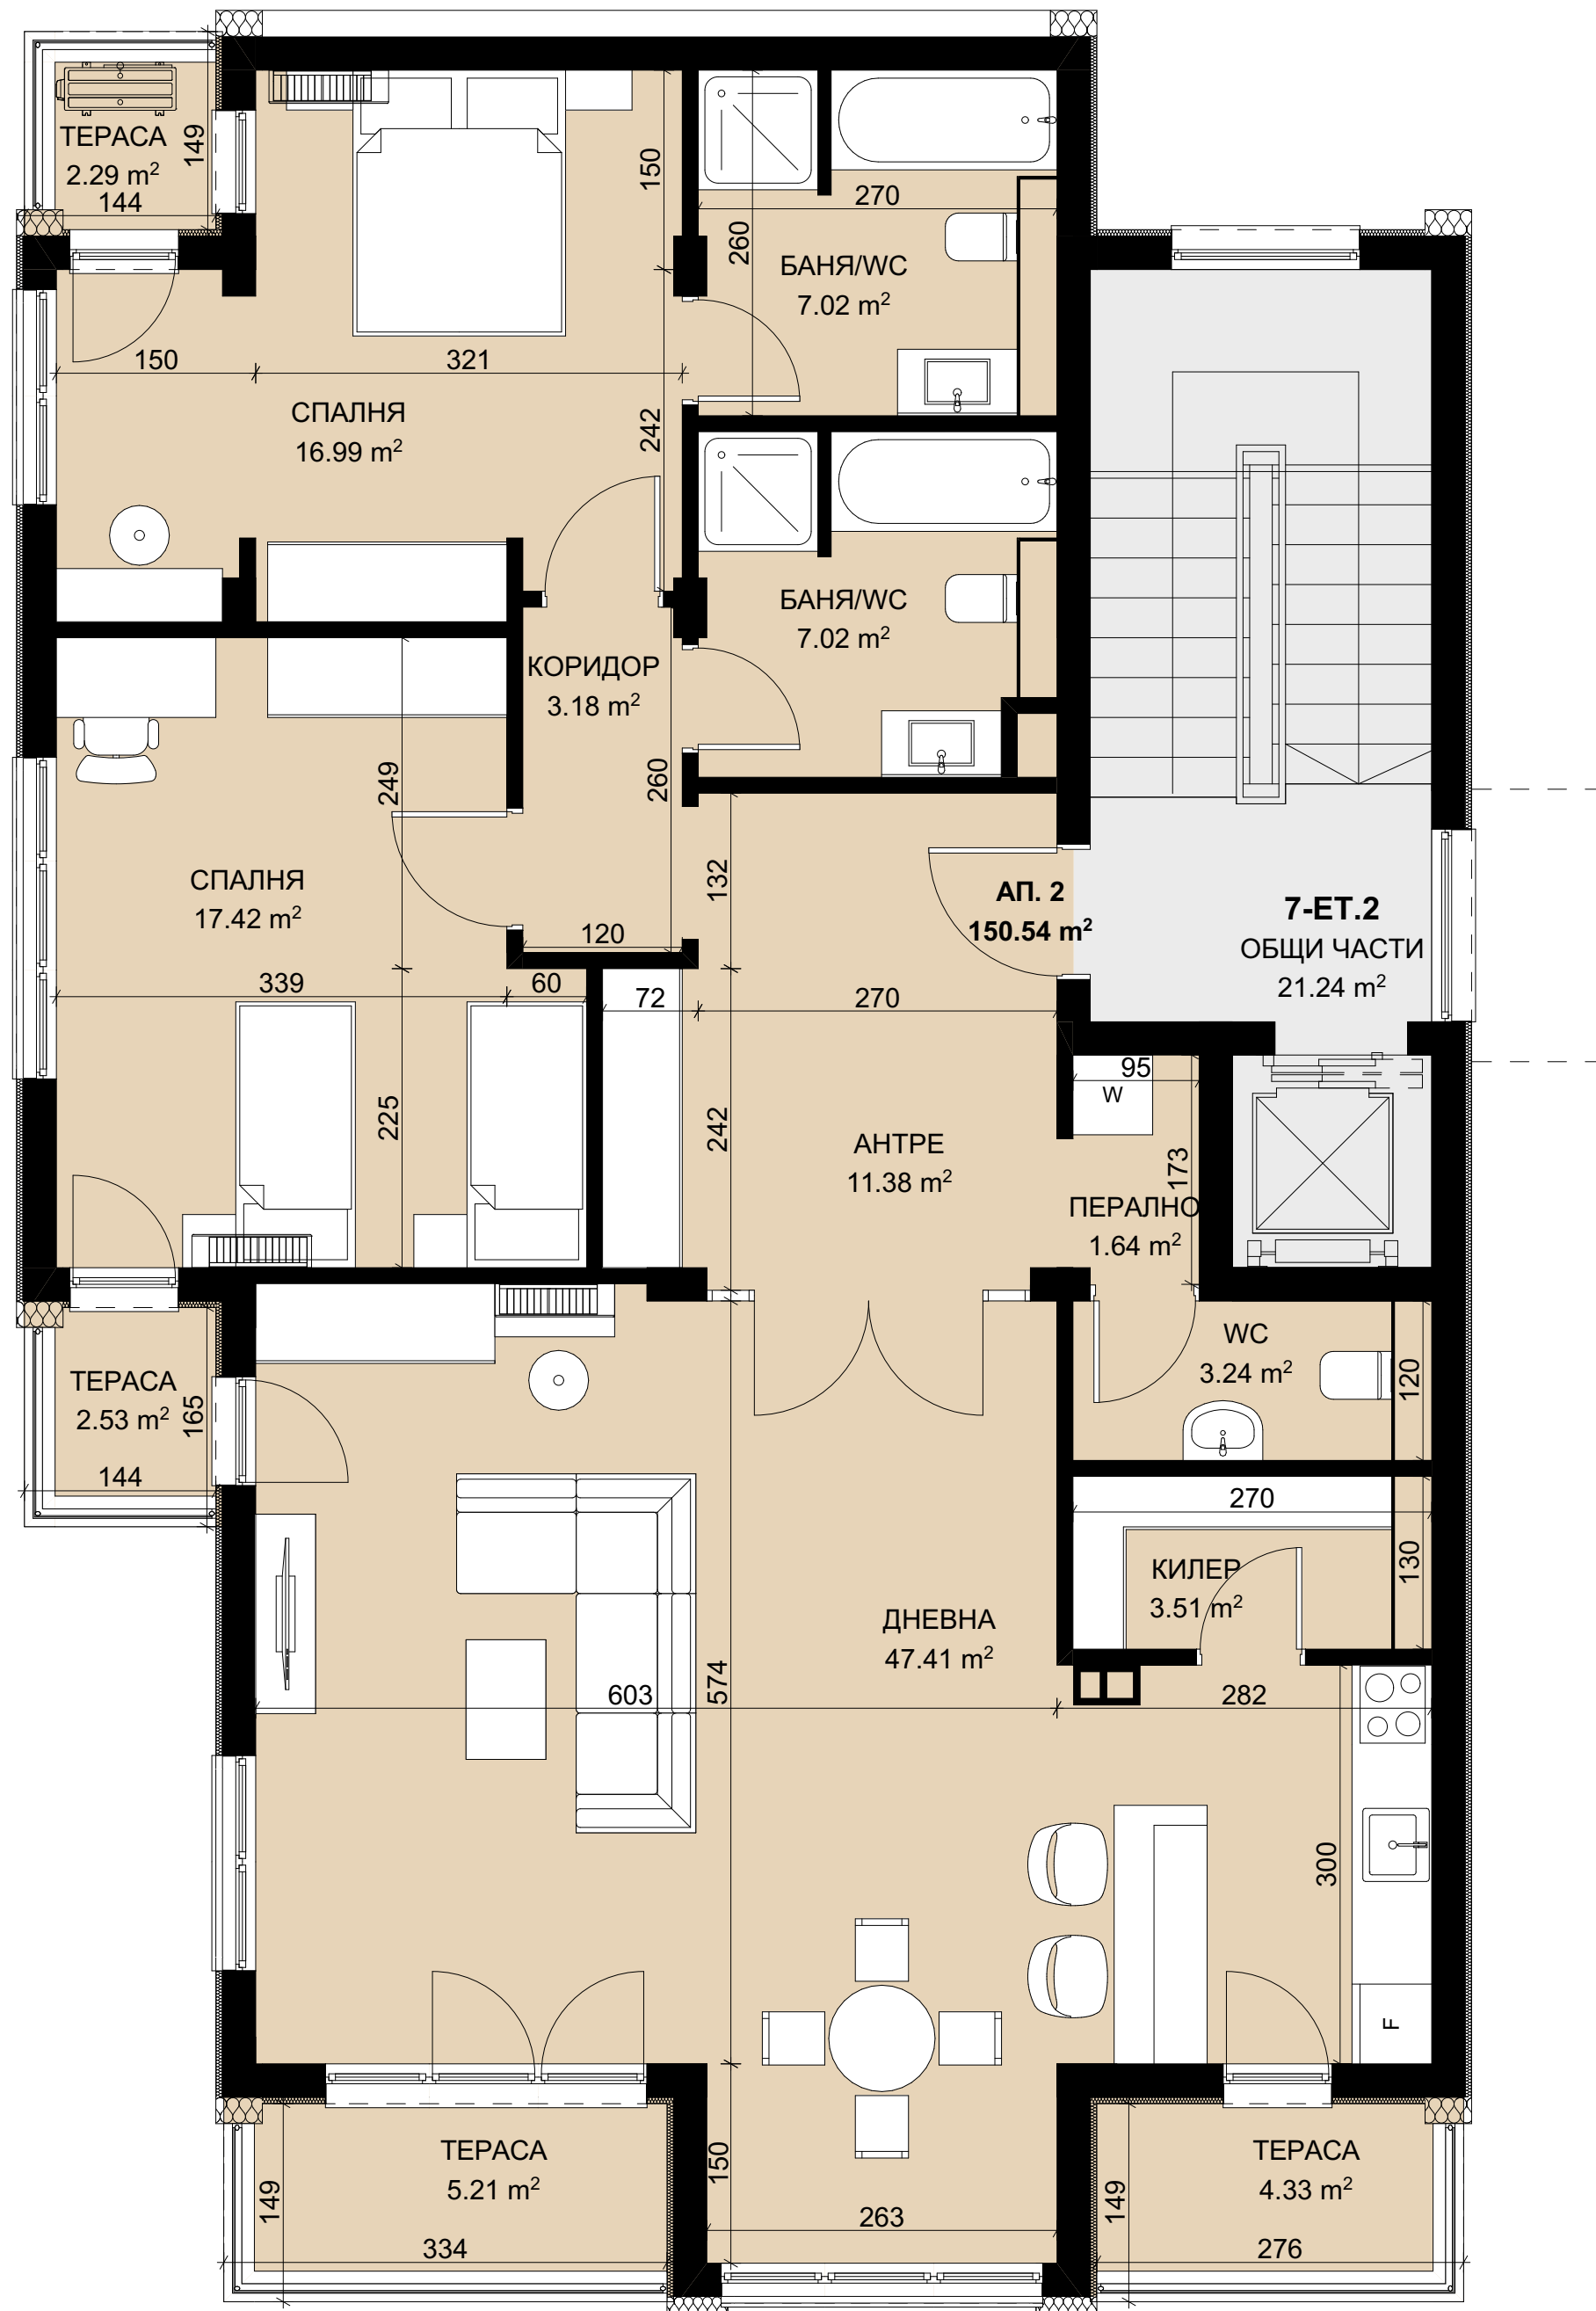 ТЕРАСА
2.29 m²
149
144
150
270
260
БАНЯ/WC
7.02 m²
150
321
СПАЛНЯ
16.99 m²
242
БАНЯ/WC
7.02 m²
КОРИДОР
3.18 m²
249
260
СПАЛНЯ
17.42 m²
132
АП. 2
150.54 m²
7-ЕТ.2
ОБЩИ ЧАСТИ
21.24 m²
120
339
60
72
270
95
W
225
242
АНТРЕ
11.38 m²
173
ПЕРАЛНО
1.64 m²
WC
3.24 m²
120
ТЕРАСА
2.53 m²
165
144
270
130
КИЛЕР
3.51 m²
ДНЕВНА
47.41 m²
574
603
282
300
F
ТЕРАСА
5.21 m²
149
334
150
263
ТЕРАСА
4.33 m²
149
276